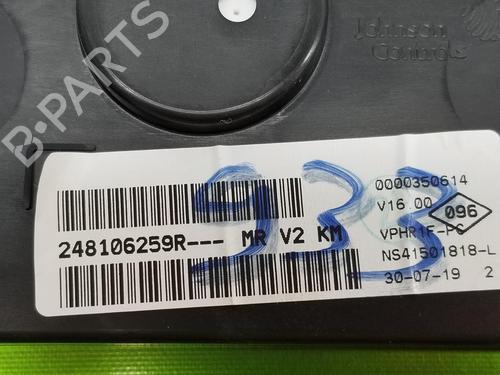 B-PARTS
Johnson
Controls
933
0000350614
V16.00
096
248106259R--- MR V2 KM
VPHR1F-PC
NS41501818-L
30-07-19 2